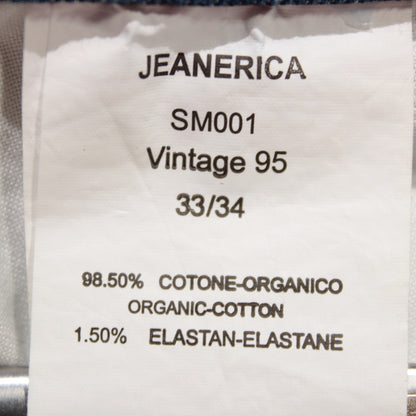 JEANERICA
SM001
Vintage 95
33/34
98.50% COTONE-ORGANICO
ORGANIC-COTTON
1.50% ELASTAN-ELASTANE